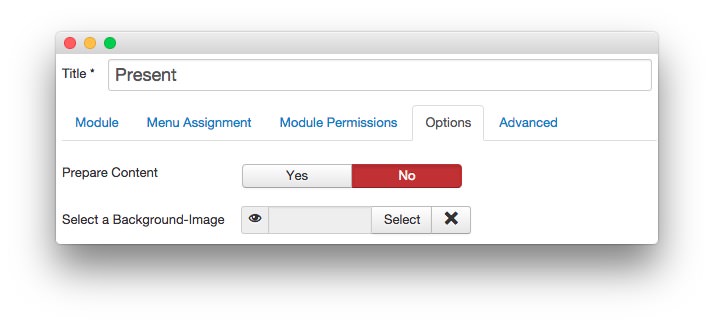 Title * Present
Module Menu Assignment Module Permissions Options Advanced
Prepare Content Yes No
Select a Background-Image Select